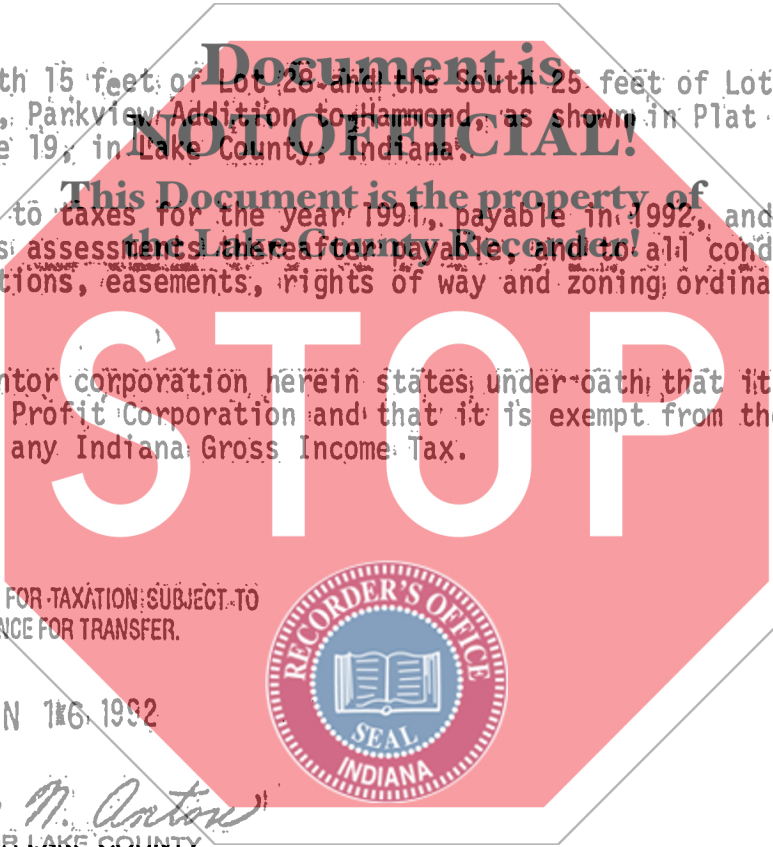 Document is
th 15 feet of Lot 28 and the South 25 feet of Lot
, Parkview Addition to Hammond, as shown in Plat
NOT OFFICIAL!
e 19, in Lake County, Indiana.
This Document is the property of
to taxes for the year 1991, payable in 1992, and
the Lake County Recorder!
s assessments thereafter payable, and to all cond
tions, easements, rights of way and zoning ordina
STOP
ntor corporation herein states under oath that it
Profit Corporation and that it is exempt from the
any Indiana Gross Income Tax.
FOR TAXATION SUBJECT TO
NCE FOR TRANSFER.
RECORDER'S OFFICE
SEAL
INDIANA
N 16 1992
N. Anton
R LAKE COUNTY